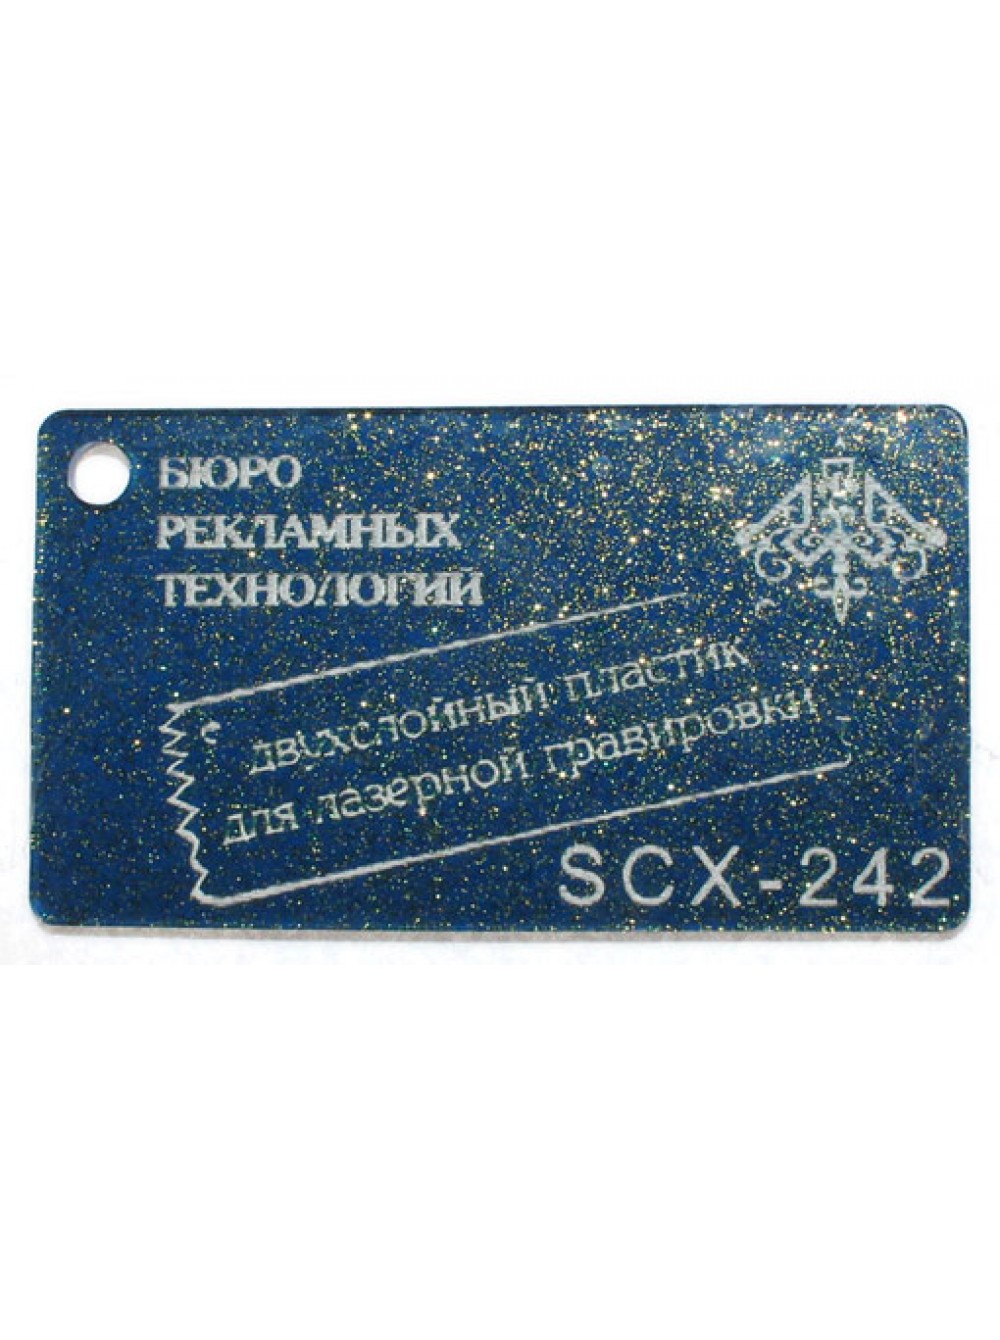 БЮРО
РЕКЛАМНЫХ
ТЕХНОЛОГИЙ
двухслойный пластик
для лазерной гравировки
SCX-242